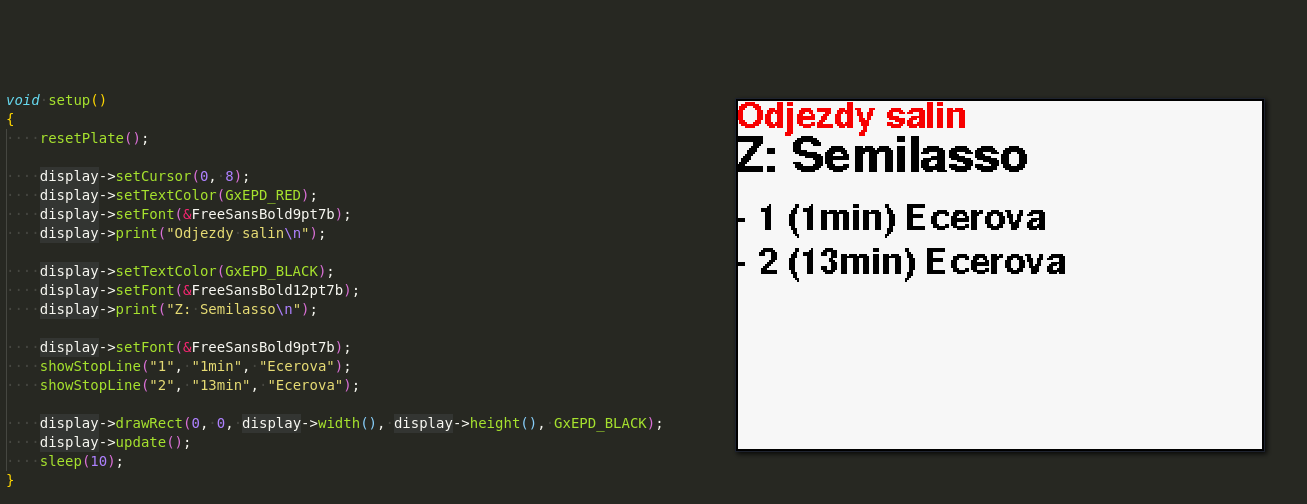 void setup()
{
    resetPlate();

    display->setCursor(0, 8);
    display->setTextColor(GxEPD_RED);
    display->setFont(&FreeSansBold9pt7b);
    display->print("Odjezdy salin\n");

    display->setTextColor(GxEPD_BLACK);
    display->setFont(&FreeSansBold12pt7b);
    display->print("Z: Semilasso\n");

    display->setFont(&FreeSansBold9pt7b);
    showStopLine("1", "1min", "Ecerova");
    showStopLine("2", "13min", "Ecerova");

    display->drawRect(0, 0, display->width(), display->height(), GxEPD_BLACK);
    display->update();
    sleep(10);
}
Odjezdy salin
Z: Semilasso
- 1 (1min) Ecerova
- 2 (13min) Ecerova